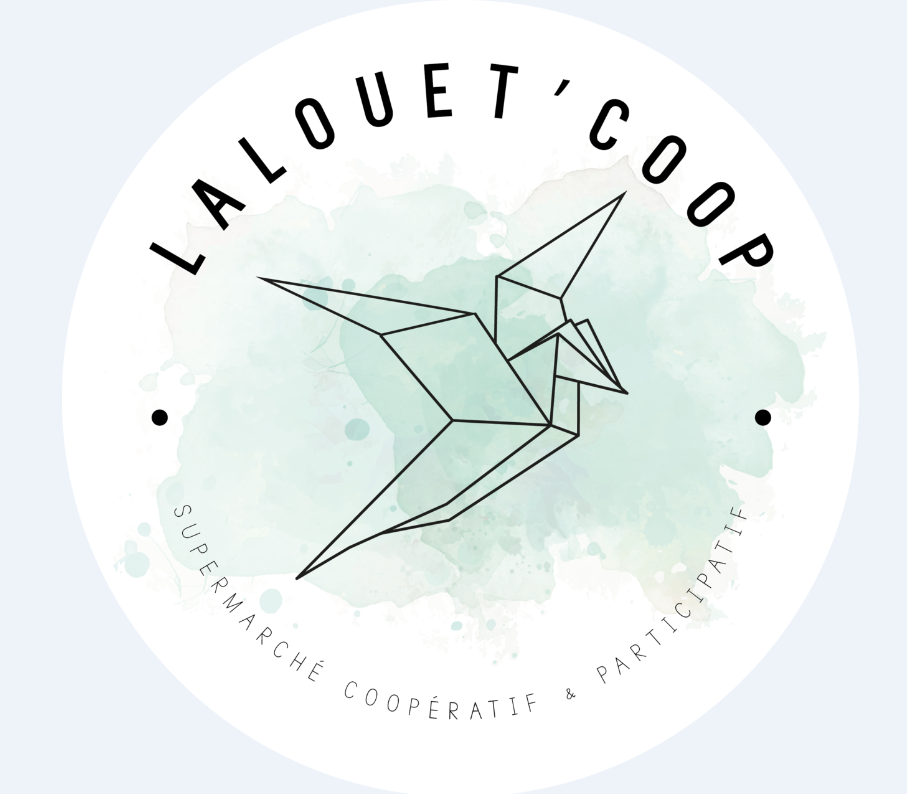 LALOUET'COOP
SUPERMARCHÉ COOPÉRATIF & PARTICIPATIF